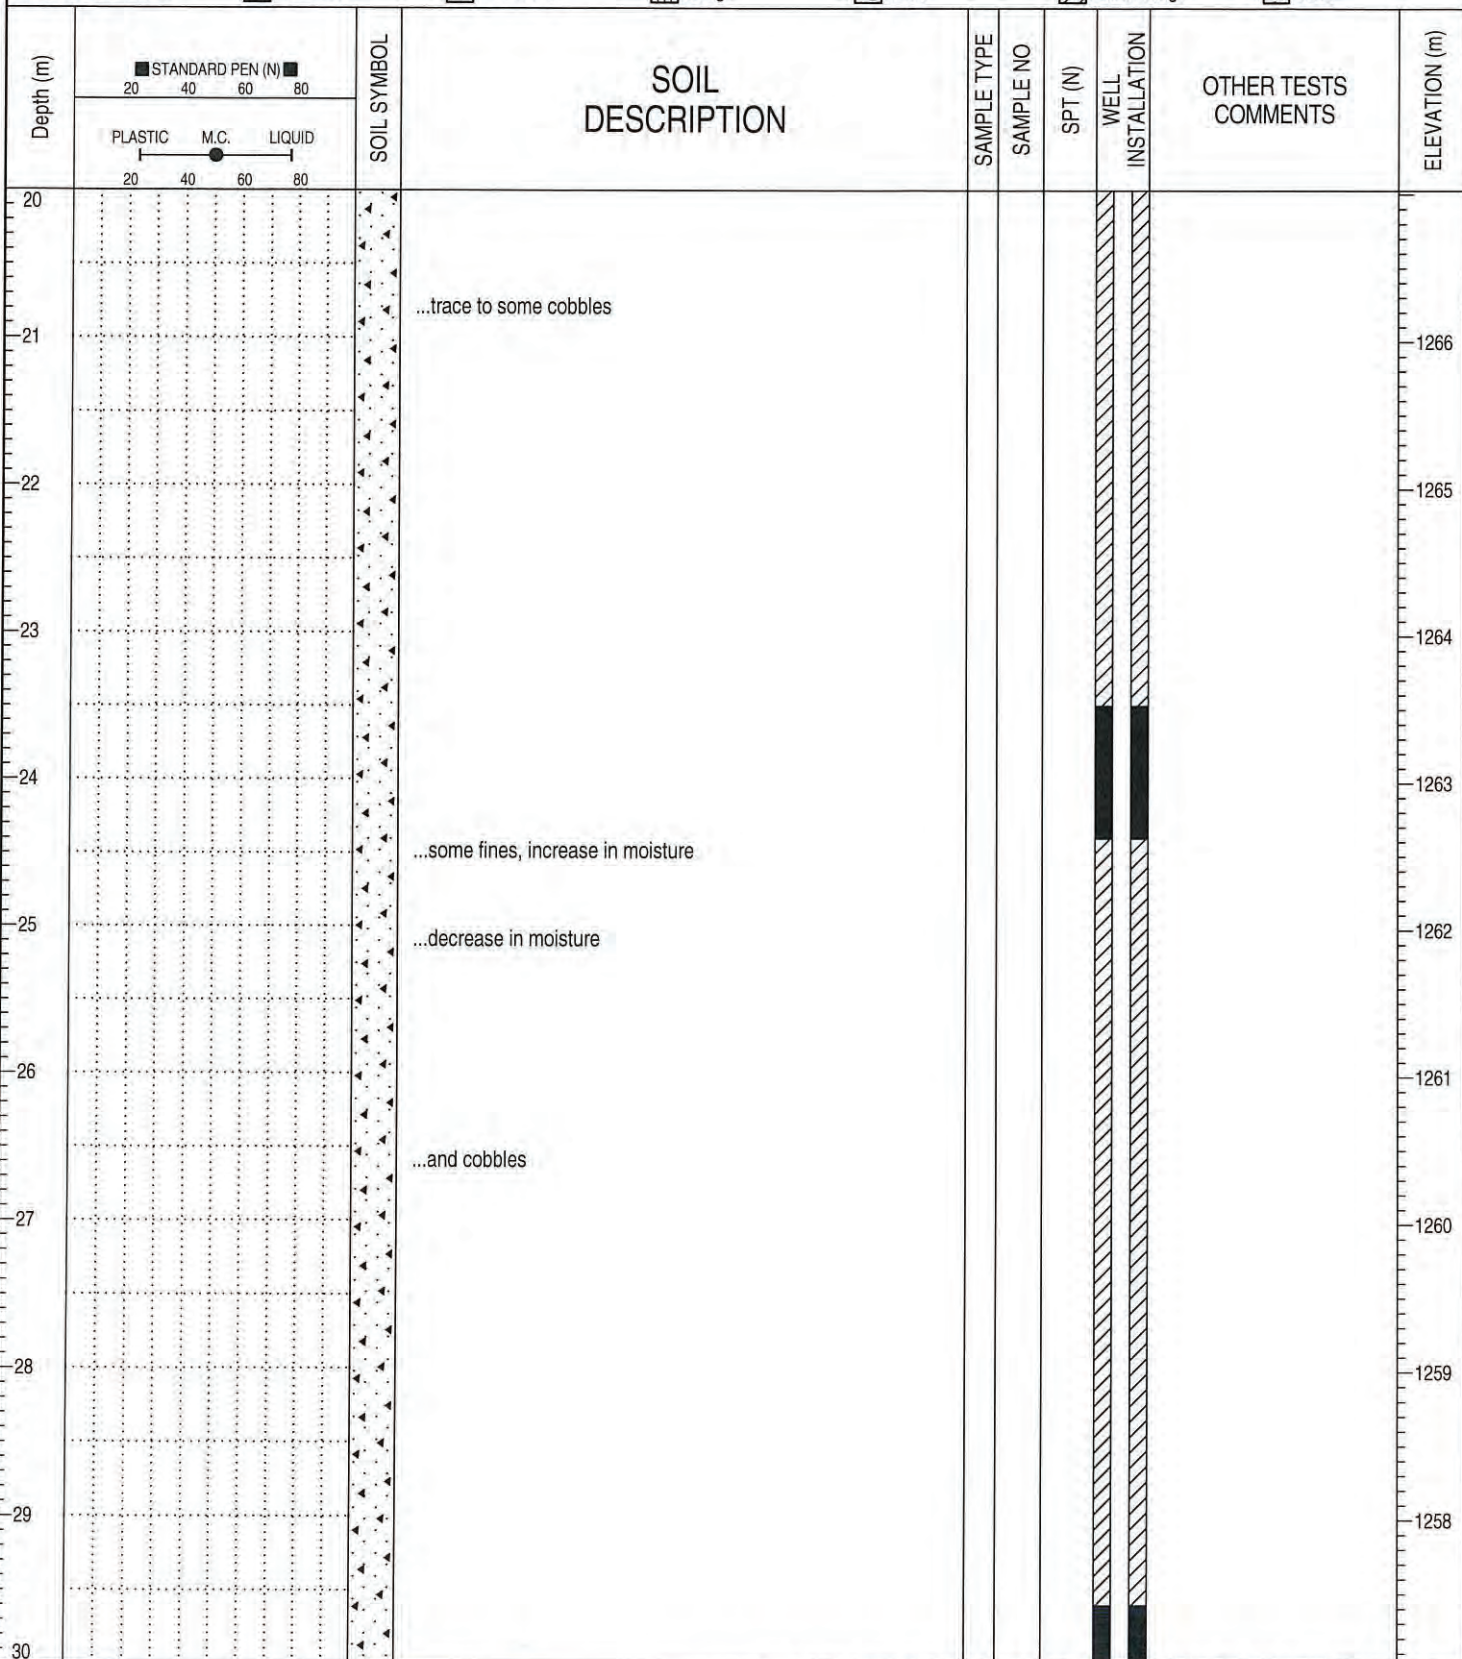 Depth (m)
STANDARD PEN (N)
20 40 60 80
PLASTIC M.C. LIQUID
20 40 60 80
SOIL SYMBOL
SOIL
DESCRIPTION
SAMPLE TYPE
SAMPLE NO
SPT (N)
WELL
INSTALLATION
OTHER TESTS
COMMENTS
ELEVATION (m)
20
...trace to some cobbles
21
1266
22
1265
23
1264
24
1263
...some fines, increase in moisture
25
1262
...decrease in moisture
26
1261
...and cobbles
27
1260
28
1259
29
1258
30